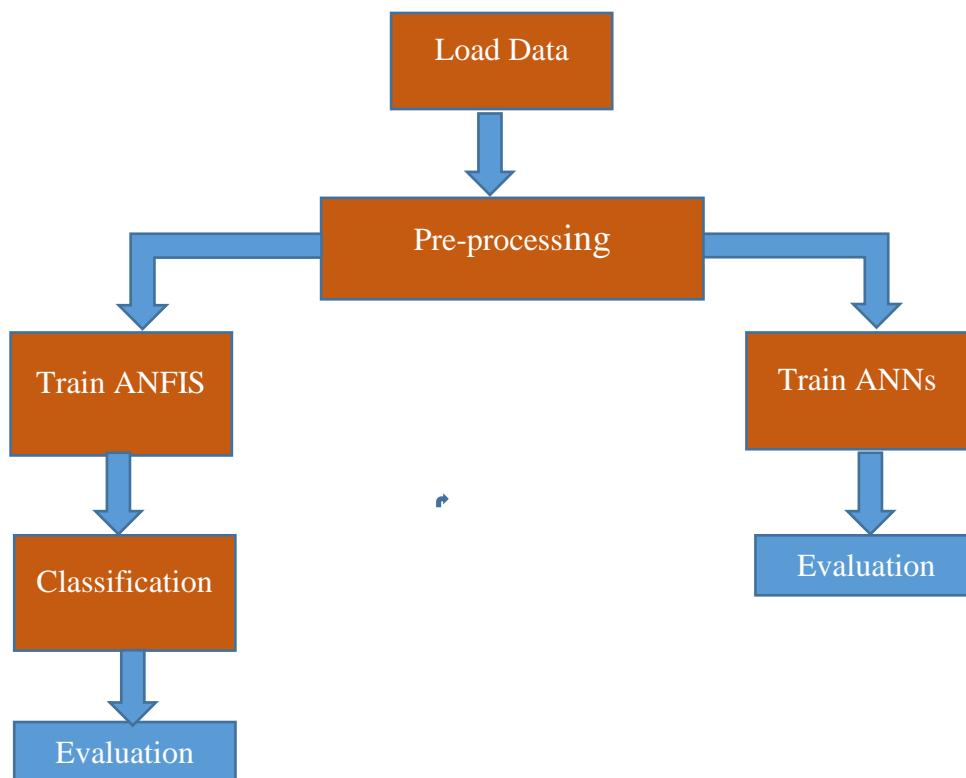 Load Data
Pre-processing
Train ANFIS
Train ANNs
Classification
Evaluation
Evaluation